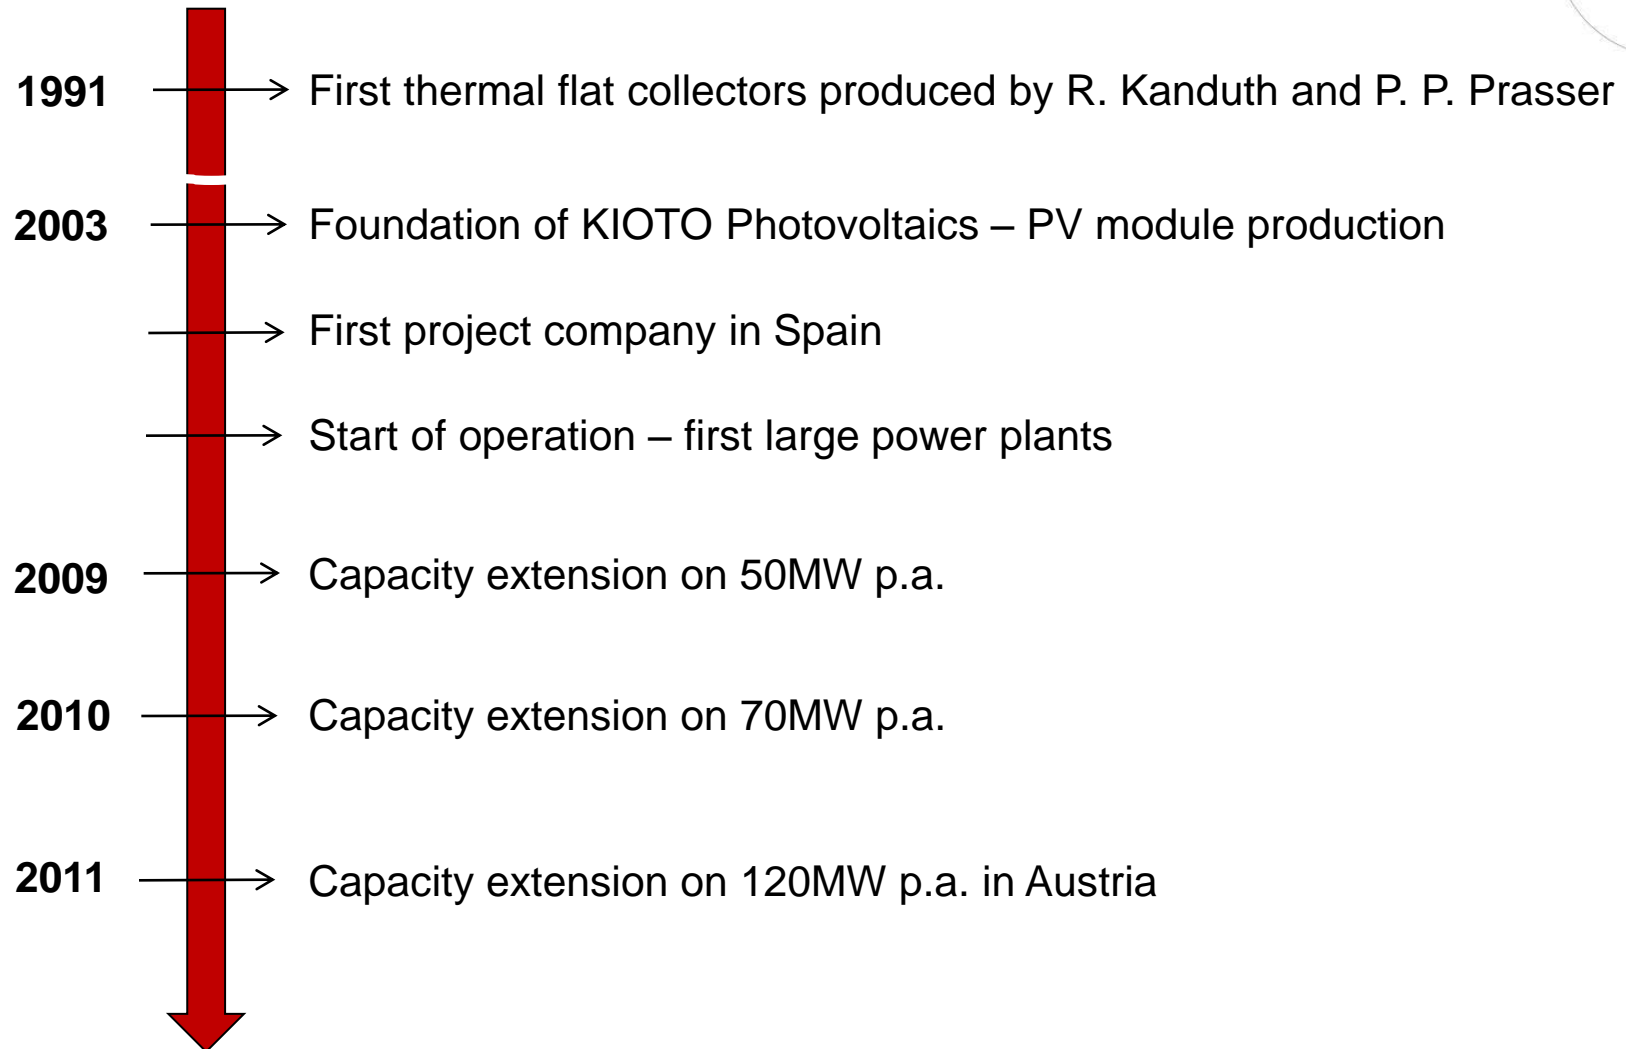 1991 First thermal flat collectors produced by R. Kanduth and P. P. Prasser
2003 Foundation of KIOTO Photovoltaics – PV module production
First project company in Spain
Start of operation – first large power plants
2009 Capacity extension on 50MW p.a.
2010 Capacity extension on 70MW p.a.
2011 Capacity extension on 120MW p.a. in Austria